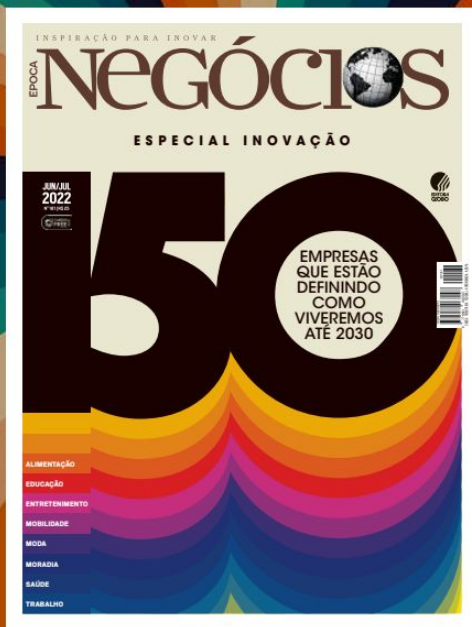 INSPIRAÇÃO PARA INOVAR
ÉPOCA
NeGÓCIOS
ESPECIAL INOVAÇÃO
JUN/JUL
2022
EDITORA
GLOBO
50
EMPRESAS
QUE ESTÃO
DEFININDO
COMO
VIVEREMOS
ATÉ 2030
ALIMENTAÇÃO
EDUCAÇÃO
ENTRETENIMENTO
MOBILIDADE
MODA
MORADIA
SAÚDE
TRABALHO